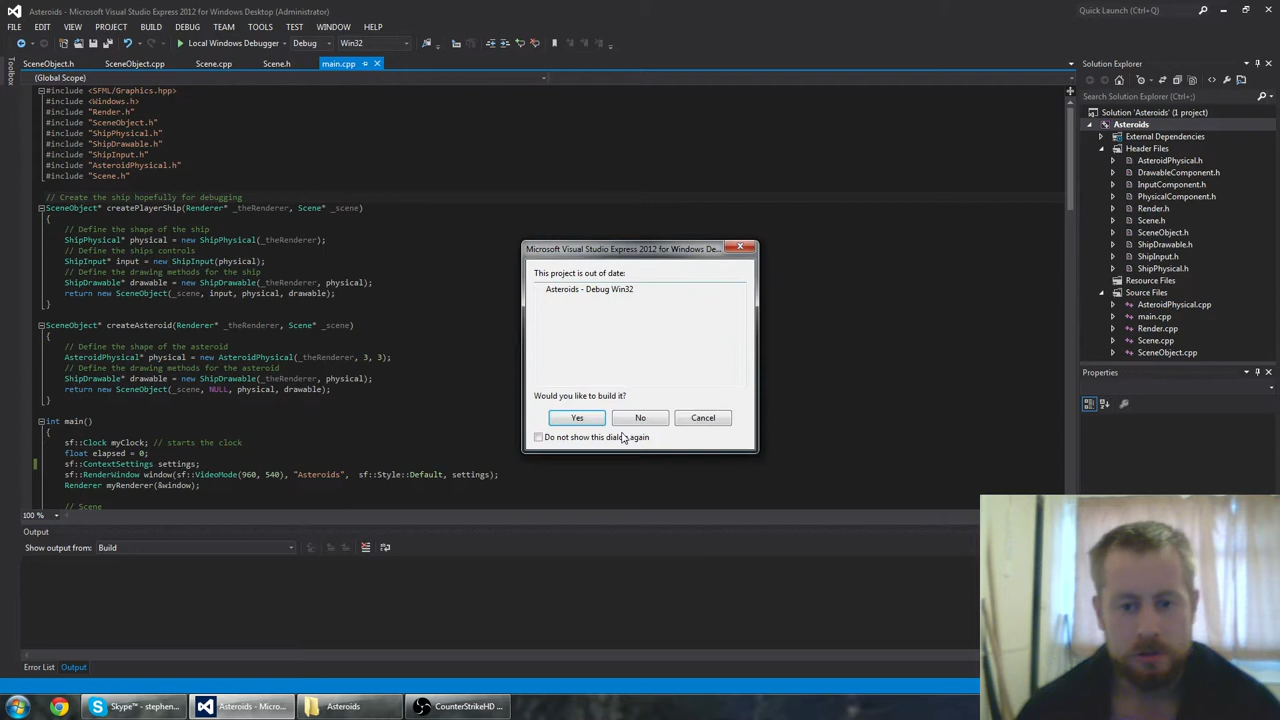 Asteroids - Microsoft Visual Studio Express 2012 for Windows Desktop (Administrator)
Quick Launch (Ctrl+Q)
FILE EDIT VIEW PROJECT BUILD DEBUG TEAM TOOLS TEST WINDOW HELP
Local Windows Debugger Debug Win32
Toolbox
SceneObject.h SceneObject.cpp Scene.cpp Scene.h main.cpp
(Global Scope)
#include <SFML/Graphics.hpp>
#include <Windows.h>
#include "Render.h"
#include "SceneObject.h"
#include "ShipPhysical.h"
#include "ShipDrawable.h"
#include "ShipInput.h"
#include "AsteroidPhysical.h"
#include "Scene.h"
// Create the ship hopefully for debugging
SceneObject* createPlayerShip(Renderer* _theRenderer, Scene* _scene)
{
// Define the shape of the ship
ShipPhysical* physical = new ShipPhysical(_theRenderer);
// Define the ships controls
ShipInput* input = new ShipInput(physical);
// Define the drawing methods for the ship
ShipDrawable* drawable = new ShipDrawable(_theRenderer, physical);
return new SceneObject(_scene, input, physical, drawable);
}
SceneObject* createAsteroid(Renderer* _theRenderer, Scene* _scene)
{
// Define the shape of the asteroid
AsteroidPhysical* physical = new AsteroidPhysical(_theRenderer, 3, 3);
// Define the drawing methods for the asteroid
ShipDrawable* drawable = new ShipDrawable(_theRenderer, physical);
return new SceneObject(_scene, NULL, physical, drawable);
}
int main()
{
sf::Clock myClock; // starts the clock
float elapsed = 0;
sf::ContextSettings settings;
sf::RenderWindow window(sf::VideoMode(960, 540), "Asteroids", sf::Style::Default, settings);
Renderer myRenderer(&window);
// Scene
100 %
Microsoft Visual Studio Express 2012 for Windows De...
This project is out of date:
Asteroids - Debug Win32
Would you like to build it?
Yes No Cancel
Do not show this dialog again
Solution Explorer
Search Solution Explorer (Ctrl+;)
Solution 'Asteroids' (1 project)
Asteroids
External Dependencies
Header Files
AsteroidPhysical.h
DrawableComponent.h
InputComponent.h
PhysicalComponent.h
Render.h
Scene.h
SceneObject.h
ShipDrawable.h
ShipInput.h
ShipPhysical.h
Resource Files
Source Files
AsteroidPhysical.cpp
main.cpp
Render.cpp
Scene.cpp
SceneObject.cpp
Properties
Output
Show output from: Build
Error List Output
Skype™ - stephen... Asteroids - Micro... Asteroids CounterStrikeHD ...